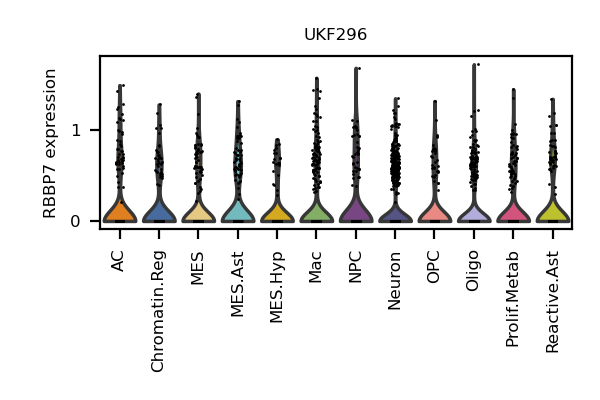 UKF296
RBBP7 expression
1
0
AC
Chromatin.Reg
MES
MES.Ast
MES.Hyp
Mac
NPC
Neuron
OPC
Oligo
Prolif.Metab
Reactive.Ast